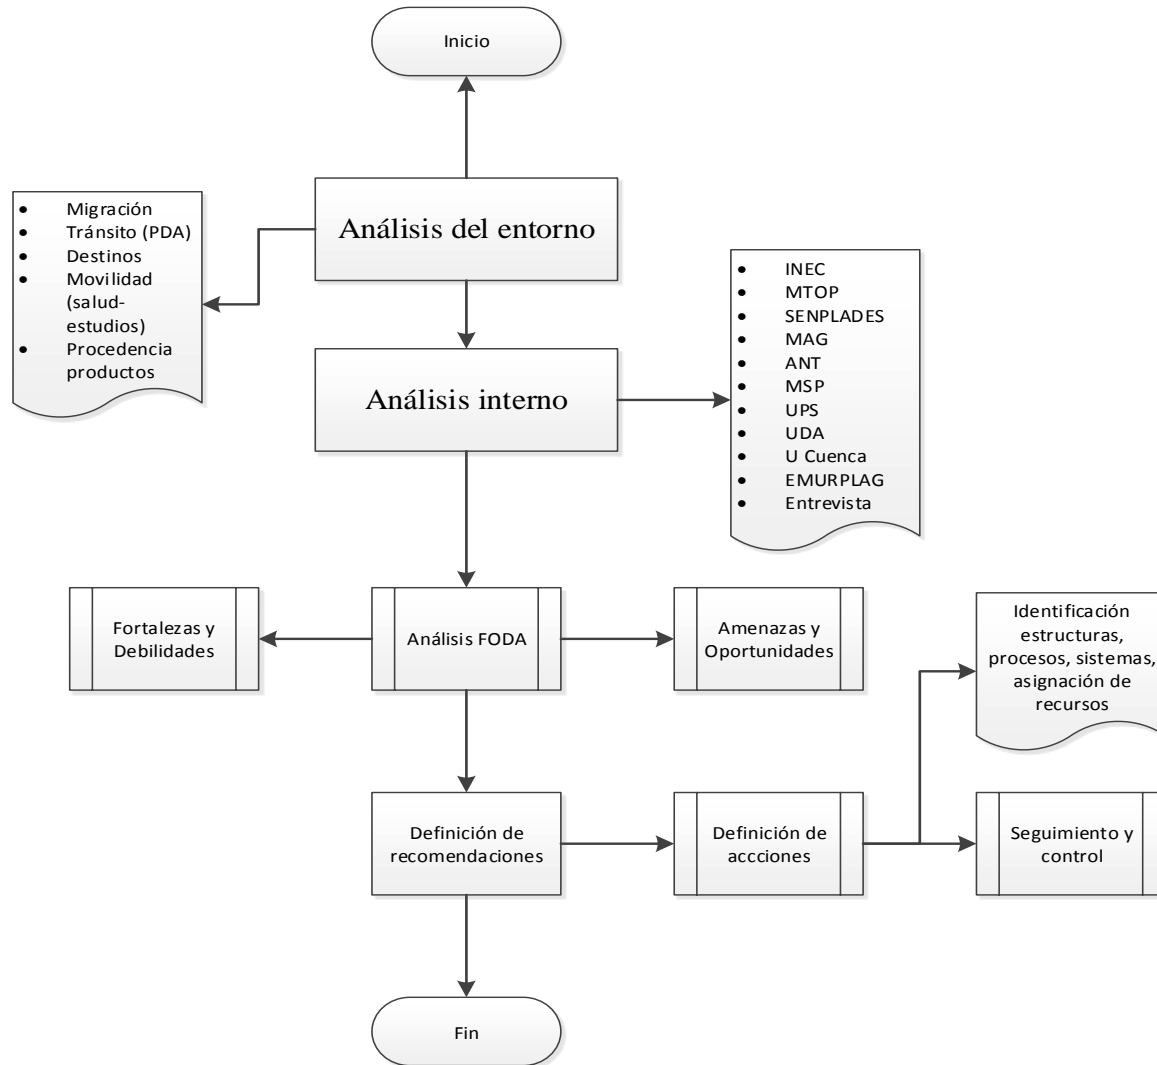 Inicio
Análisis del entorno
Migración
Tránsito (PDA)
Destinos
Movilidad
(salud-
estudios)
Procedencia
productos
Análisis interno
INEC
MTOP
SENPLADES
MAG
ANT
MSP
UPS
UDA
U Cuenca
EMURPLAG
Entrevista
Fortalezas y
Debilidades
Análisis FODA
Amenazas y
Oportunidades
Identificación
estructuras,
procesos, sistemas,
asignación de
recursos
Definición de
recomendaciones
Definición de
accciones
Seguimiento y
control
Fin